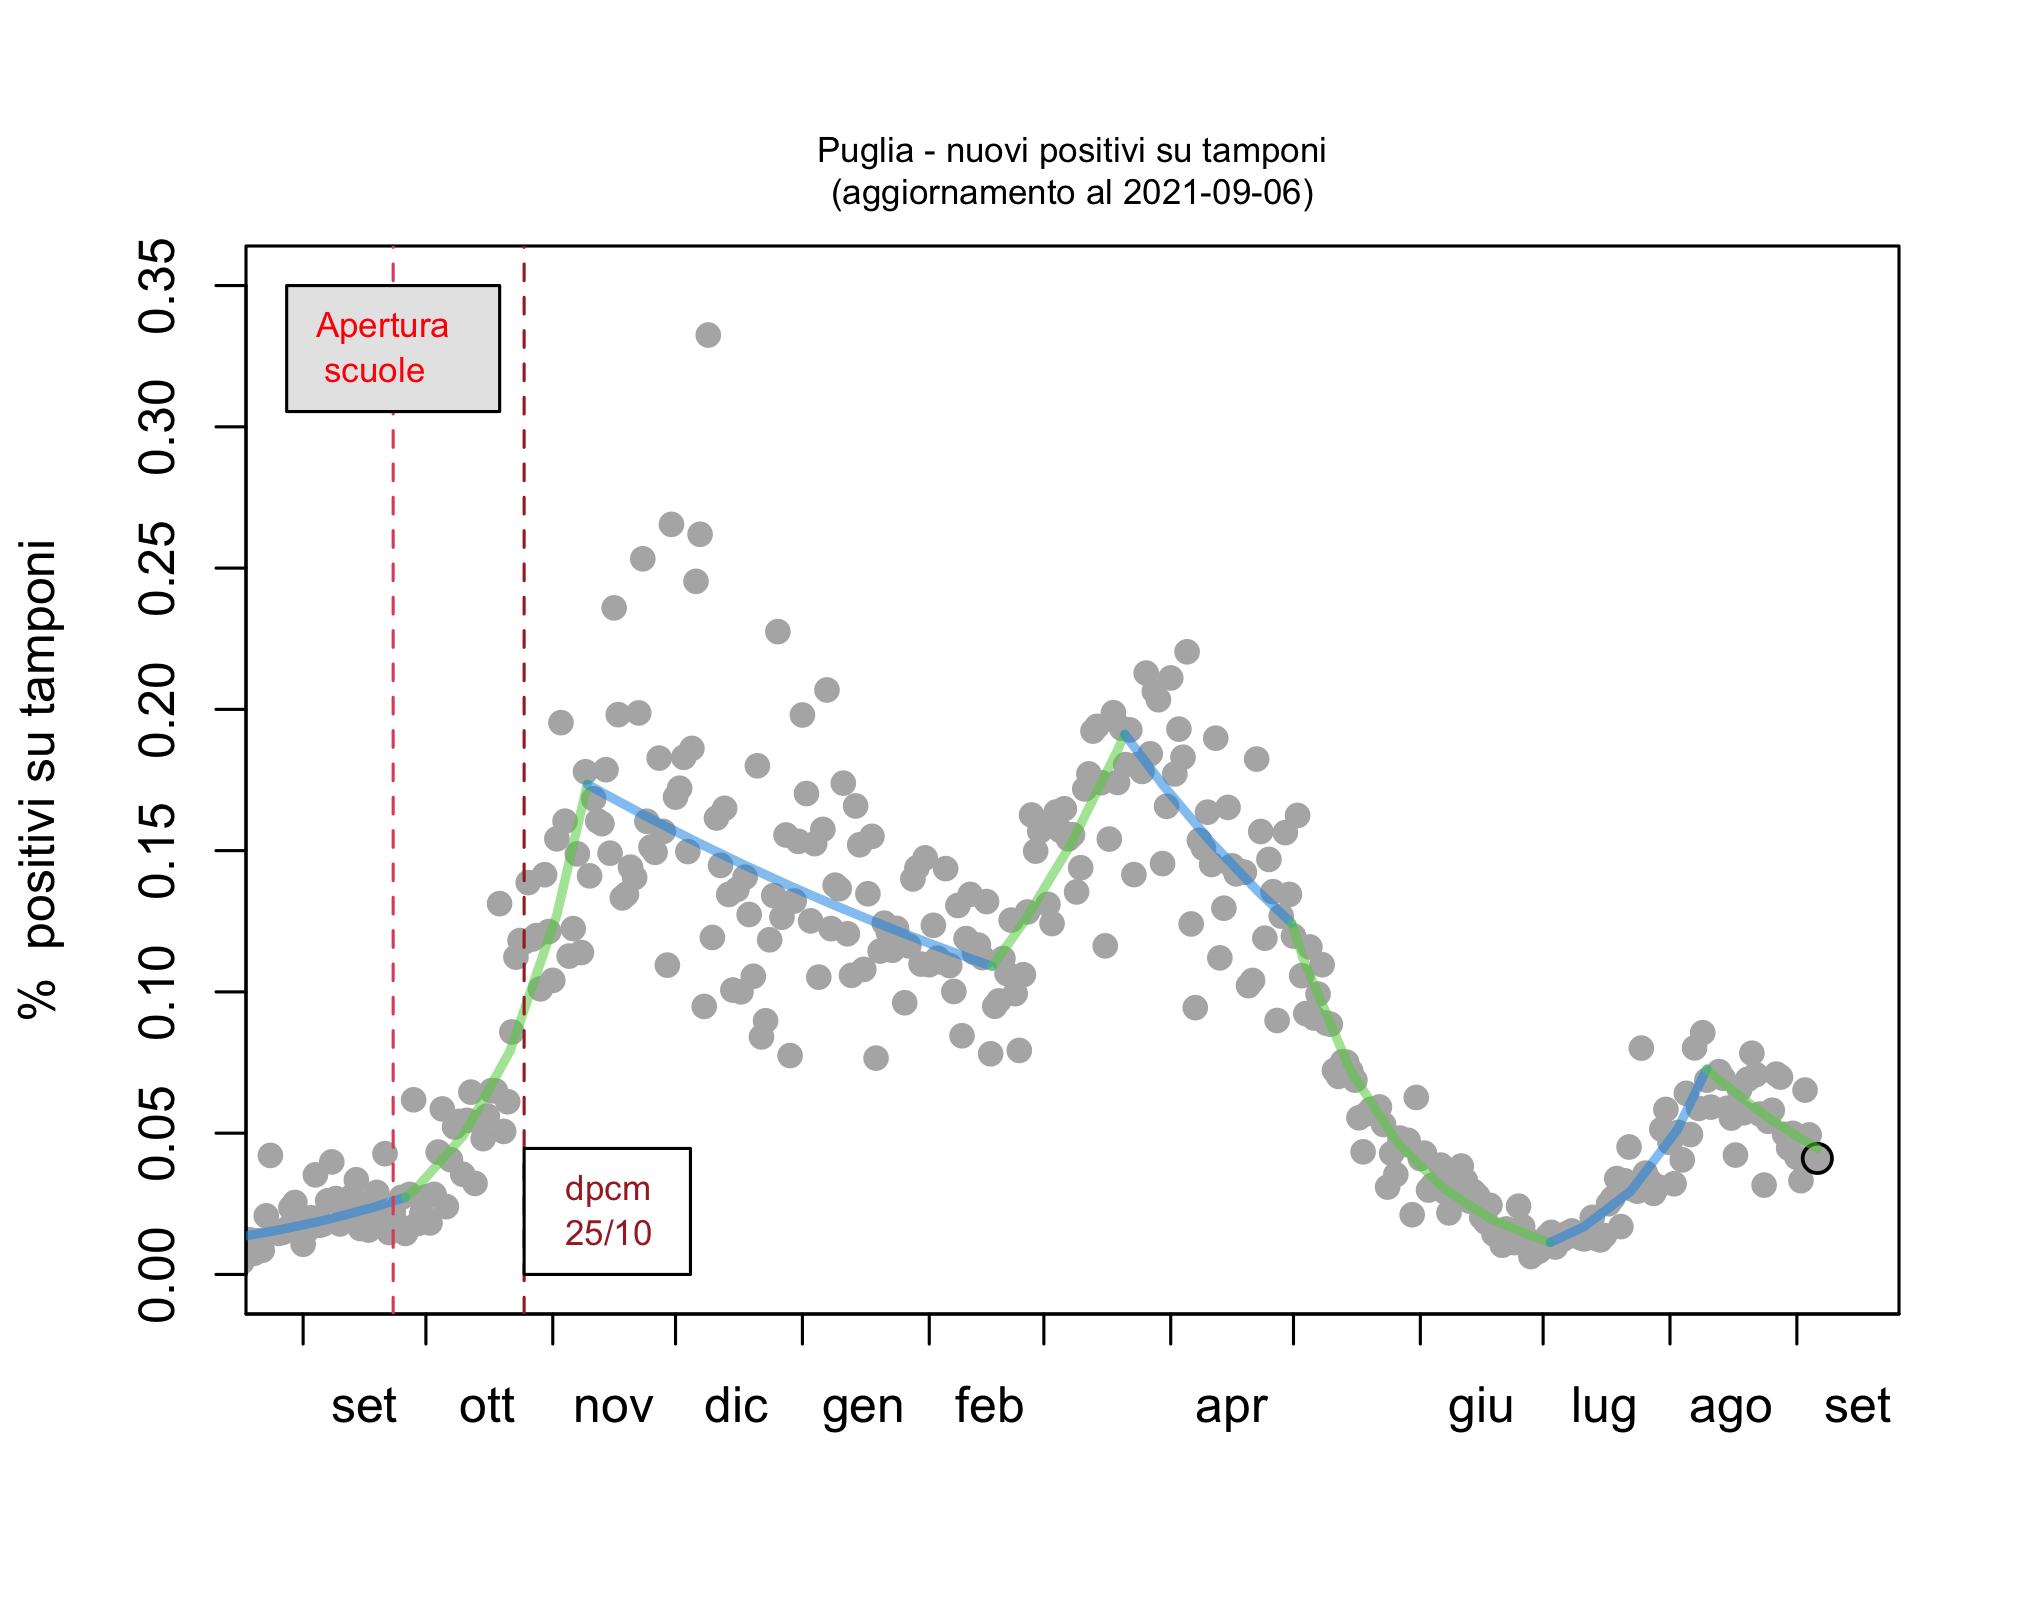 Puglia - nuovi positivi su tamponi
(aggiornamento al 2021-09-06)
% positivi su tamponi
0.35
0.30
0.25
0.20
0.15
0.10
0.05
0.00
Apertura
scuole
dpcm
25/10
set ott nov dic gen feb apr giu lug ago set